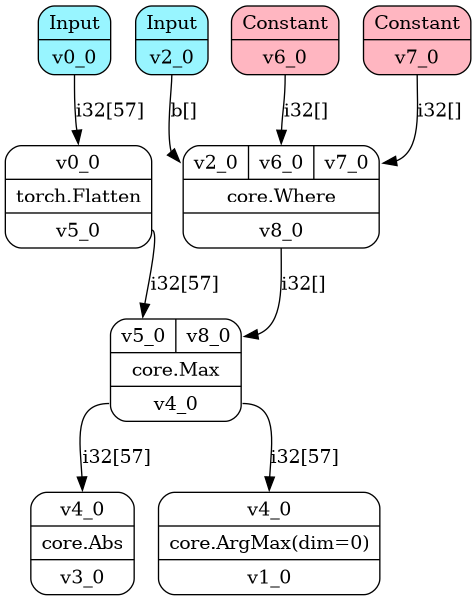 Input
v0_0
Input
v2_0
Constant
v6_0
Constant
v7_0
i32[57]
b[]
i32[]
i32[]
v0_0
torch.Flatten
v5_0
v2_0 v6_0 v7_0
core.Where
v8_0
i32[57]
i32[]
v5_0 v8_0
core.Max
v4_0
i32[57]
i32[57]
v4_0
core.Abs
v3_0
v4_0
core.ArgMax(dim=0)
v1_0